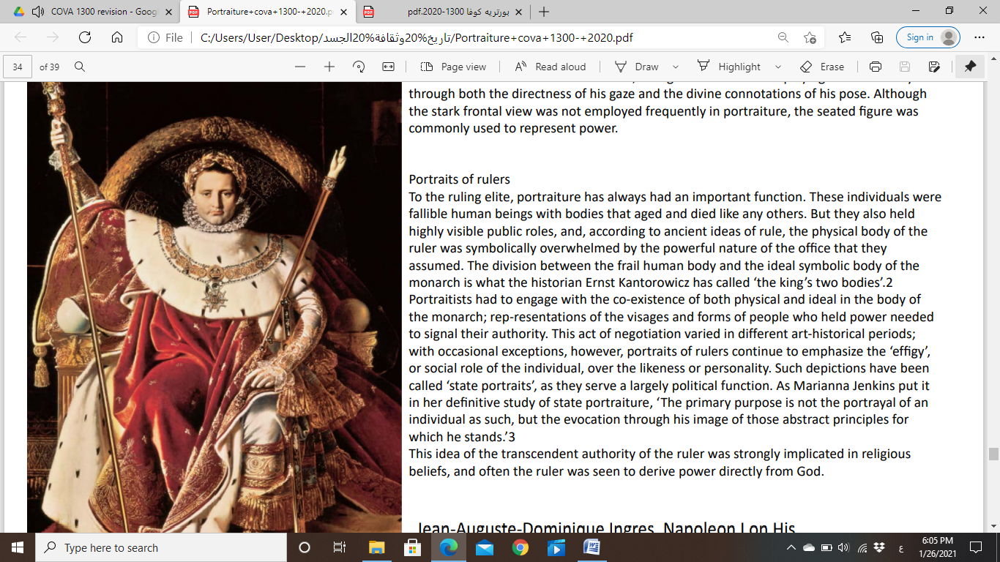 COVA 1300 revision - Goog
Portraiture+cova+1300-+2020.p
بورتريه كوفا 1300-2020.pdf
File
C:/Users/User/Desktop/تاريخ%20وثقافة%20الجسد/Portraiture+cova+1300-+2020.pdf
Sign in
34
of 39
Page view
Read aloud
Draw
Highlight
Erase
through both the directness of his gaze and the divine connotations of his pose. Although
the stark frontal view was not employed frequently in portraiture, the seated figure was
commonly used to represent power.
Portraits of rulers
To the ruling elite, portraiture has always had an important function. These individuals were
fallible human beings with bodies that aged and died like any others. But they also held
highly visible public roles, and, according to ancient ideas of rule, the physical body of the
ruler was symbolically overwhelmed by the powerful nature of the office that they
assumed. The division between the frail human body and the ideal symbolic body of the
monarch is what the historian Ernst Kantorowicz has called ‘the king’s two bodies’.2
Portraitists had to engage with the co-existence of both physical and ideal in the body of
the monarch; rep-resentations of the visages and forms of people who held power needed
to signal their authority. This act of negotiation varied in different art-historical periods;
with occasional exceptions, however, portraits of rulers continue to emphasize the ‘effigy’,
or social role of the individual, over the likeness or personality. Such depictions have been
called ‘state portraits’, as they serve a largely political function. As Marianna Jenkins put it
in her definitive study of state portraiture, ‘The primary purpose is not the portrayal of an
individual as such, but the evocation through his image of those abstract principles for
which he stands.’3
This idea of the transcendent authority of the ruler was strongly implicated in religious
beliefs, and often the ruler was seen to derive power directly from God.
Jean-Auguste-Dominique Ingres, Napoleon I on His
Type here to search
ع
6:05 PM
1/26/2021